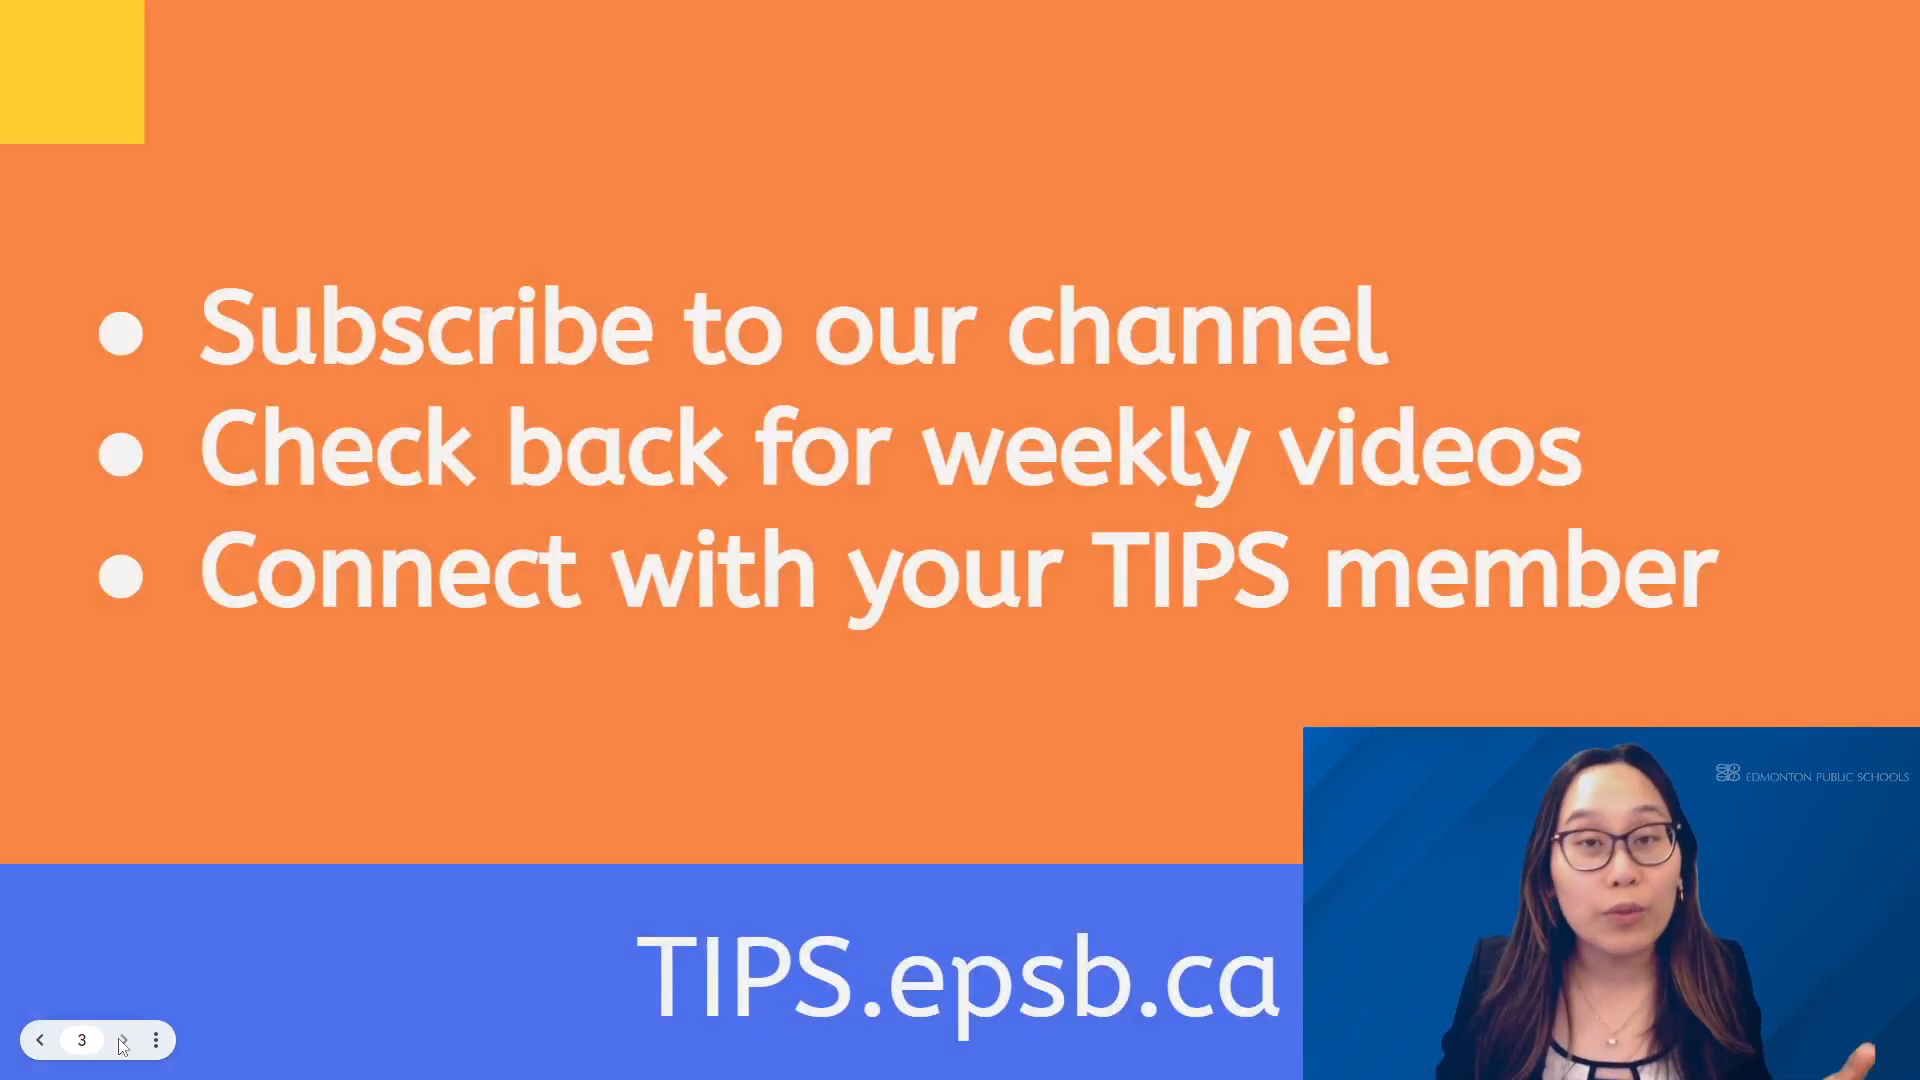 ● Subscribe to our channel
● Check back for weekly videos
● Connect with your TIPS member
EDMONTON PUBLIC SCHOOLS
TIPS.epsb.ca
3